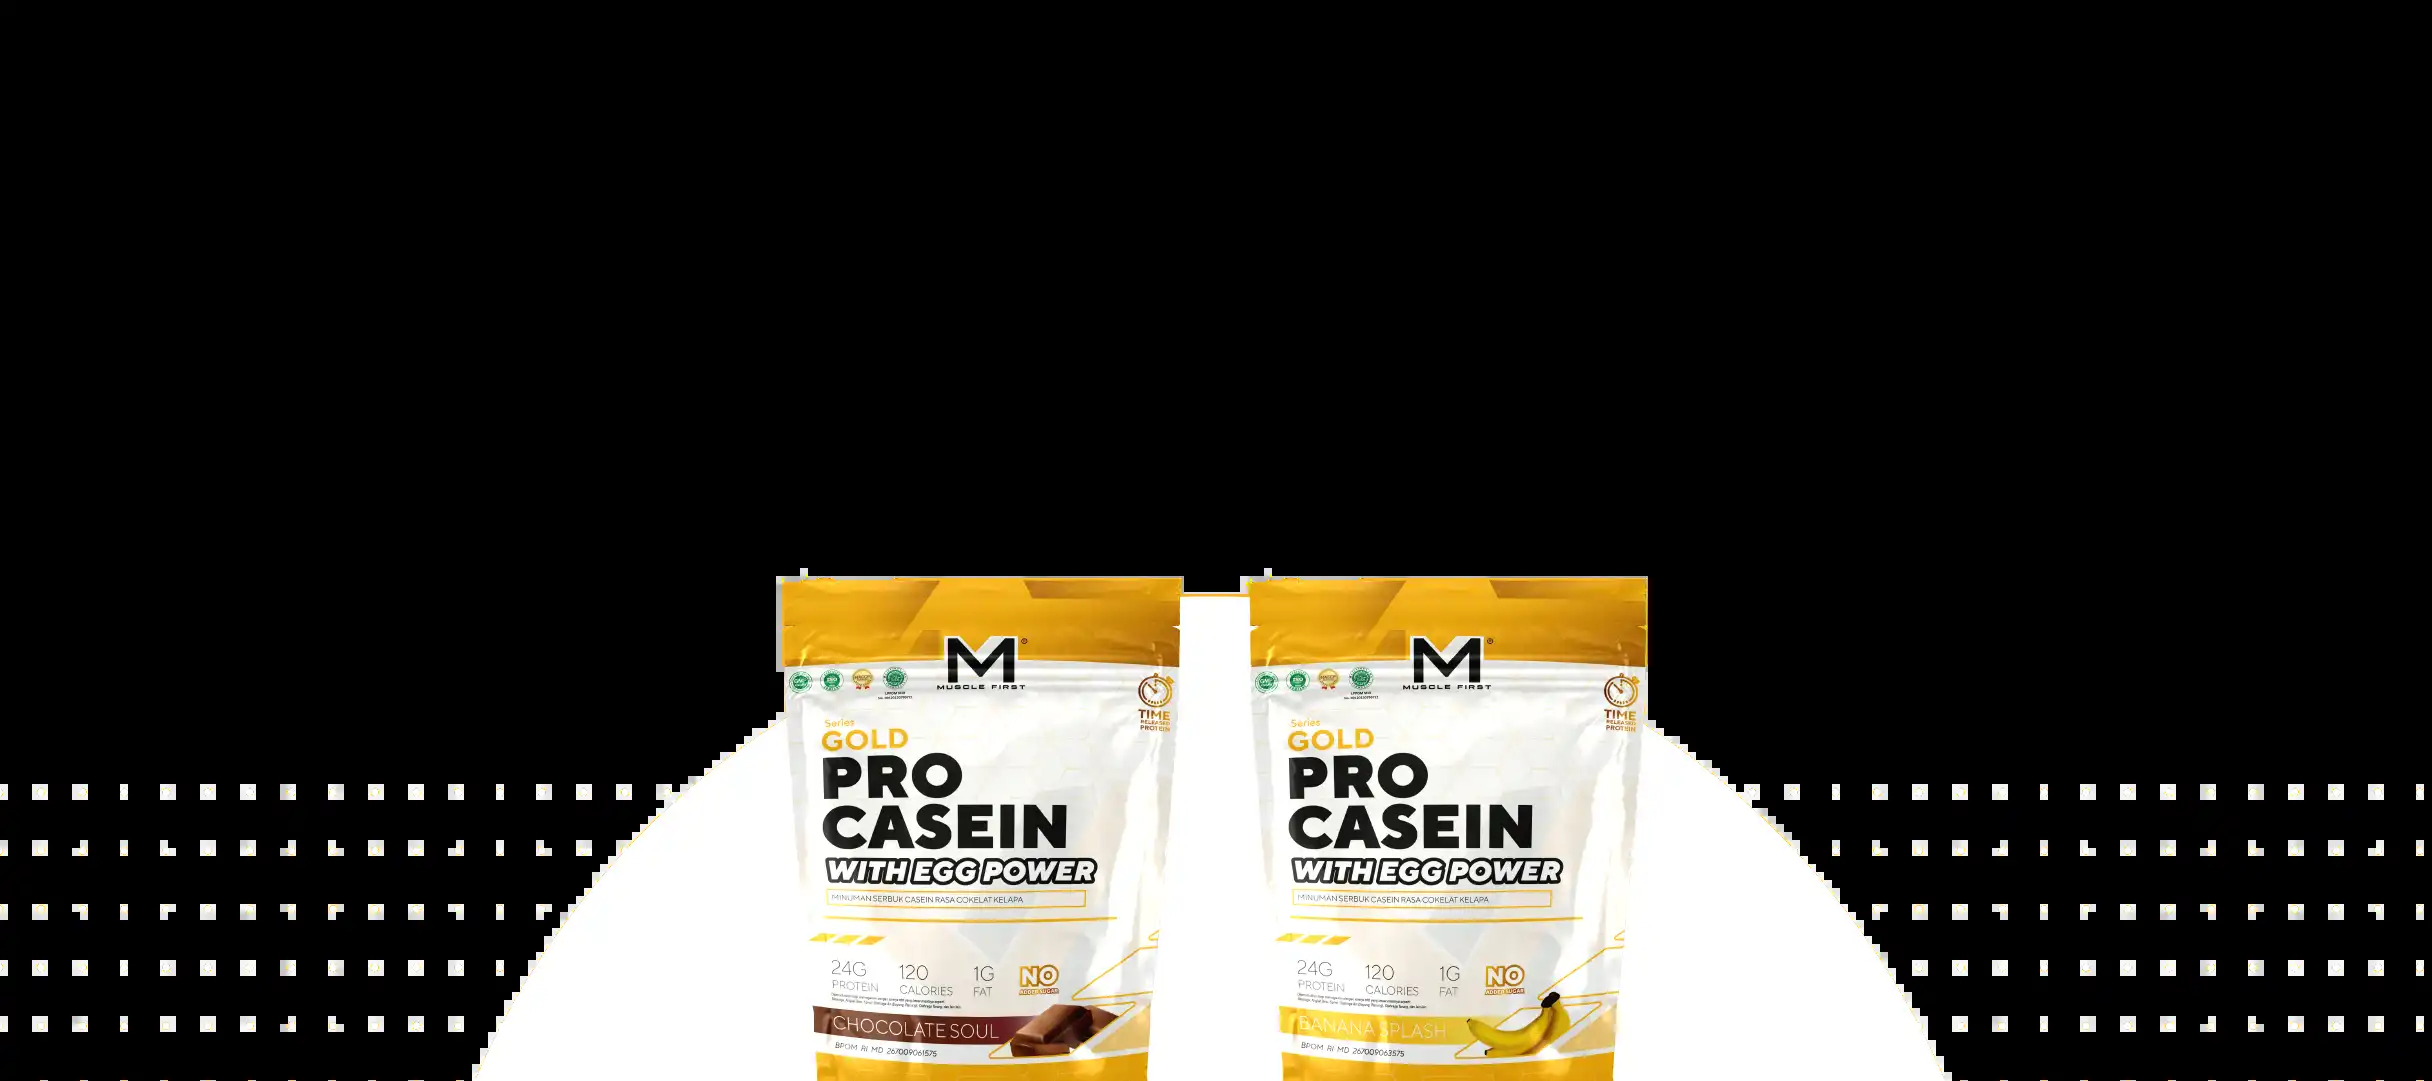 M
MUSCLE FIRST
TIME
RELEASED
PROTEIN
Series
GOLD
PRO
CASEIN
WITH EGG POWER
MINUMAN SERBUK CASEIN RASA COKELAT KELAPA
24G PROTEIN
120 CALORIES
1G FAT
NO
ADDED SUGAR
CHOCOLATE SOUL
BPOM RI MD 267009061575
M
MUSCLE FIRST
TIME
RELEASED
PROTEIN
Series
GOLD
PRO
CASEIN
WITH EGG POWER
MINUMAN SERBUK CASEIN RASA COKELAT KELAPA
24G PROTEIN
120 CALORIES
1G FAT
NO
ADDED SUGAR
BANANA SPLASH
BPOM RI MD 267009063575